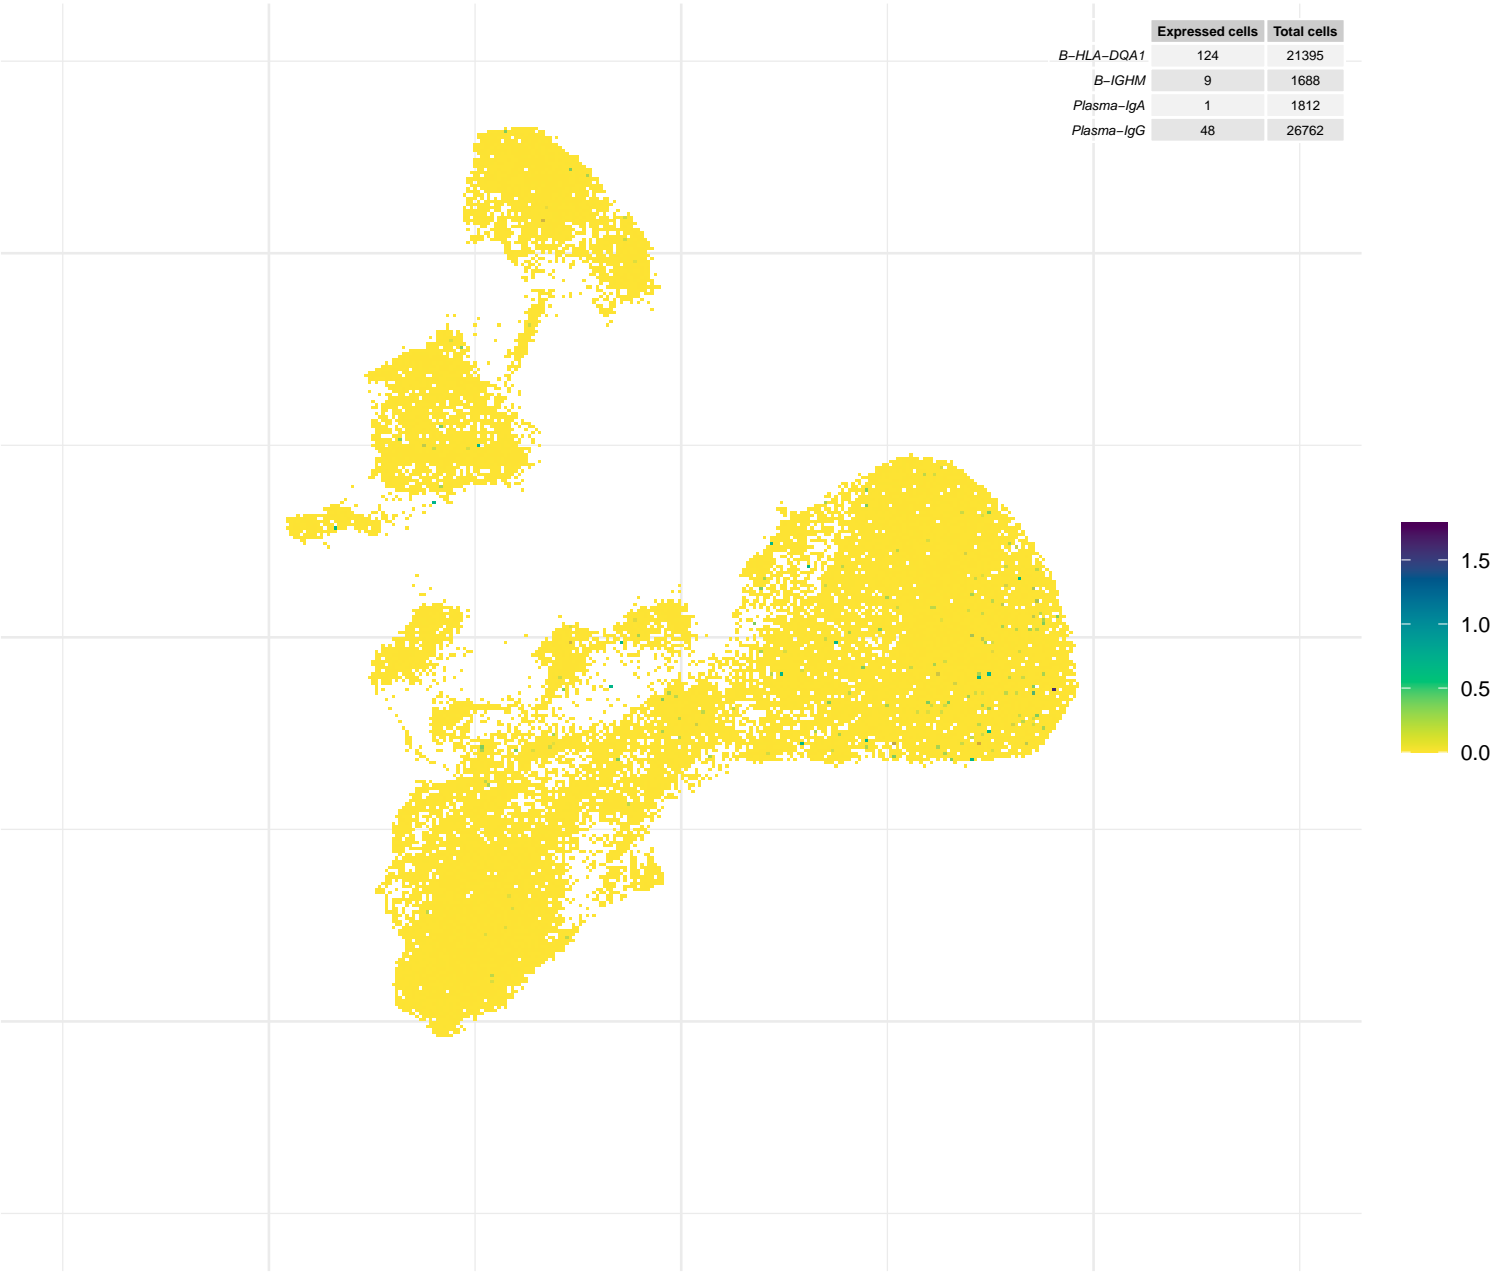 Expressed cells Total cells
B−HLA−DQA1 124 21395
B−IGHM 9 1688
Plasma−IgA 1 1812
Plasma−IgG 48 26762
1.5
1.0
0.5
0.0